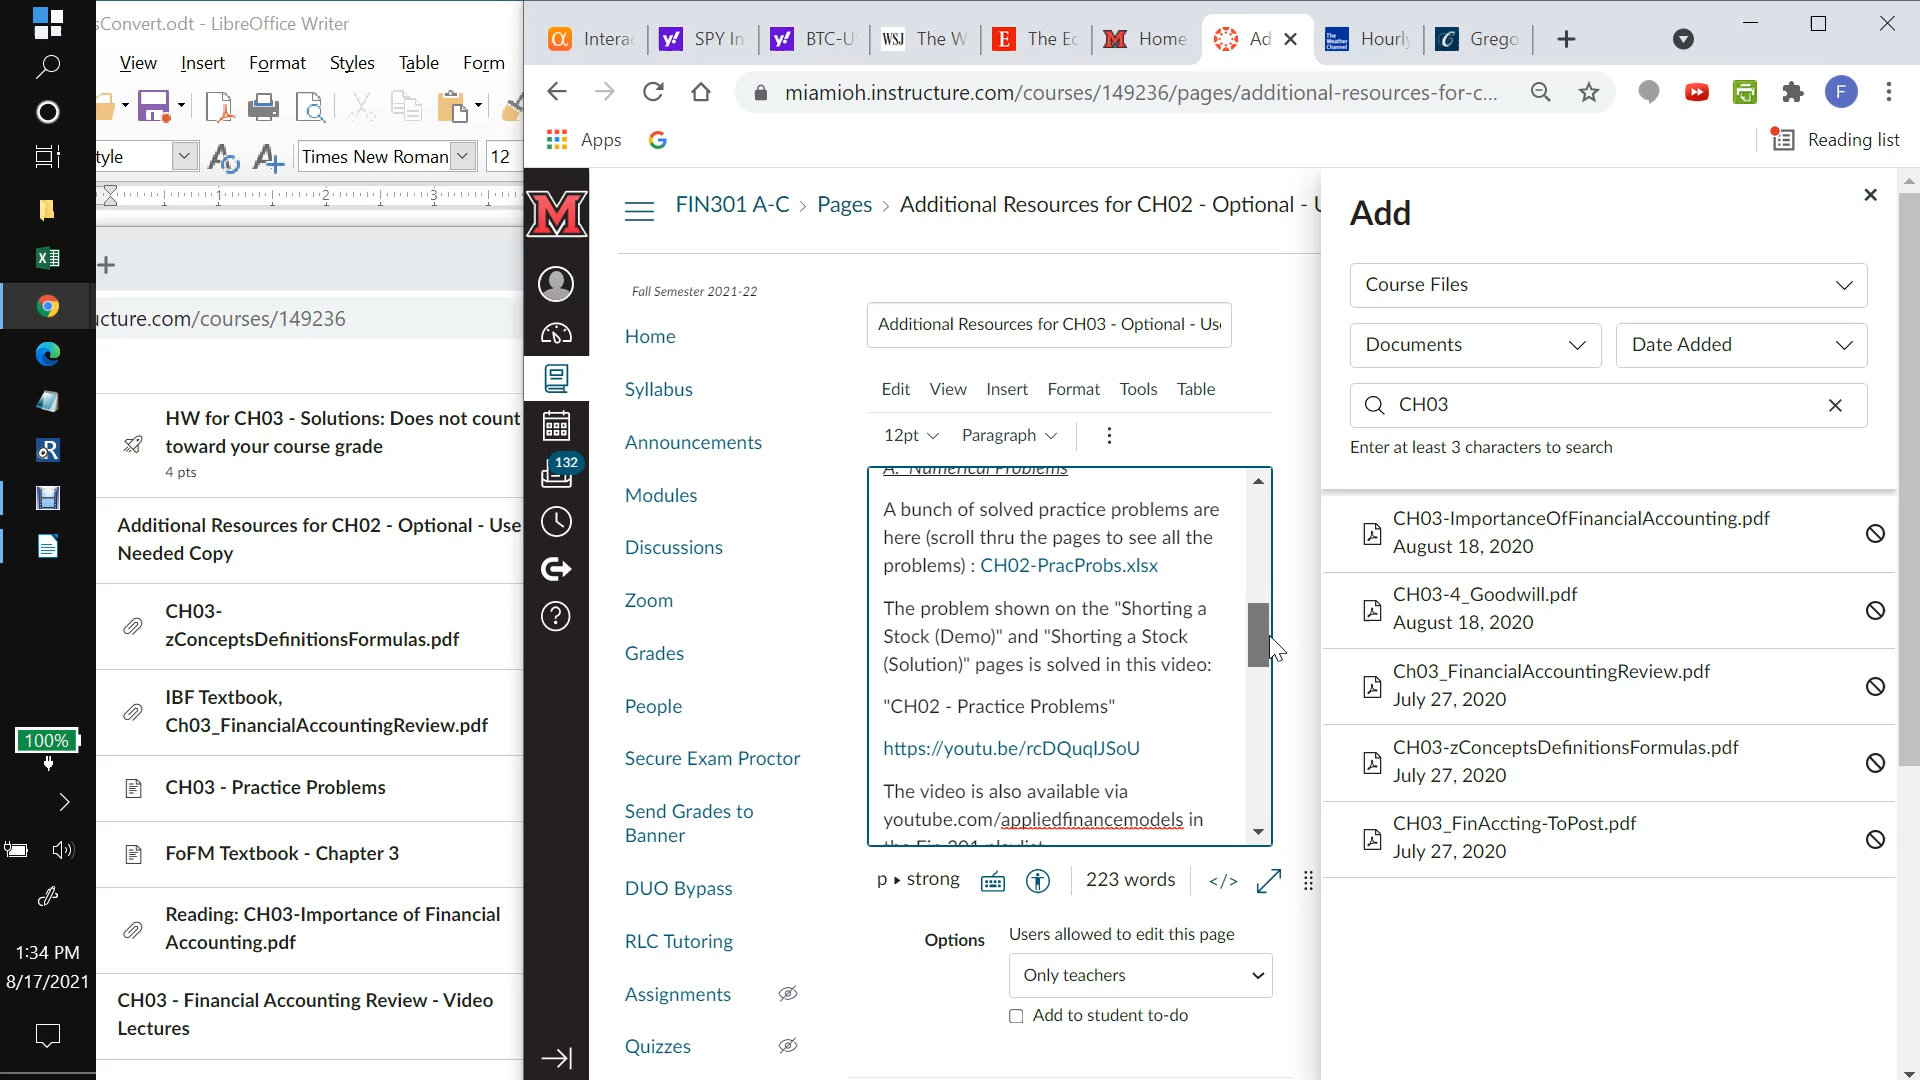 sConvert.odt - LibreOffice Writer
View Insert Format Styles Table Form
tyle
Times New Roman
12
1 2 3
ucture.com/courses/149236
HW for CH03 - Solutions: Does not count
toward your course grade
4 pts
Additional Resources for CH02 - Optional - Use
Needed Copy
CH03-
zConceptsDefinitionsFormulas.pdf
IBF Textbook,
Ch03_FinancialAccountingReview.pdf
CH03 - Practice Problems
FoFM Textbook - Chapter 3
Reading: CH03-Importance of Financial
Accounting.pdf
CH03 - Financial Accounting Review - Video
Lectures
100%
1:34 PM
8/17/2021
Intera
SPY In
BTC-U
WSJ The W
E The Ec
Home
Ad
Hourly
Grego
miamioh.instructure.com/courses/149236/pages/additional-resources-for-c...
F
Apps
Reading list
FIN301 A-C > Pages > Additional Resources for CH02 - Optional - U
Fall Semester 2021-22
Home
Syllabus
Announcements
132
Modules
Discussions
Zoom
Grades
People
Secure Exam Proctor
Send Grades to
Banner
DUO Bypass
RLC Tutoring
Assignments
Quizzes
Additional Resources for CH03 - Optional - Us
Edit View Insert Format Tools Table
12pt Paragraph
A. Numerical Problems
A bunch of solved practice problems are
here (scroll thru the pages to see all the
problems) : CH02-PracProbs.xlsx
The problem shown on the "Shorting a
Stock (Demo)" and "Shorting a Stock
(Solution)" pages is solved in this video:
"CH02 - Practice Problems"
https://youtu.be/rcDQuqlJSoU
The video is also available via
youtube.com/appliedfinancemodels in
the Fin 301 playlist
p ▸ strong
223 words
</>
Options
Users allowed to edit this page
Only teachers
Add to student to-do
Add
Course Files
Documents
Date Added
CH03
Enter at least 3 characters to search
CH03-ImportanceOfFinancialAccounting.pdf
August 18, 2020
CH03-4_Goodwill.pdf
August 18, 2020
Ch03_FinancialAccountingReview.pdf
July 27, 2020
CH03-zConceptsDefinitionsFormulas.pdf
July 27, 2020
CH03_FinAccting-ToPost.pdf
July 27, 2020